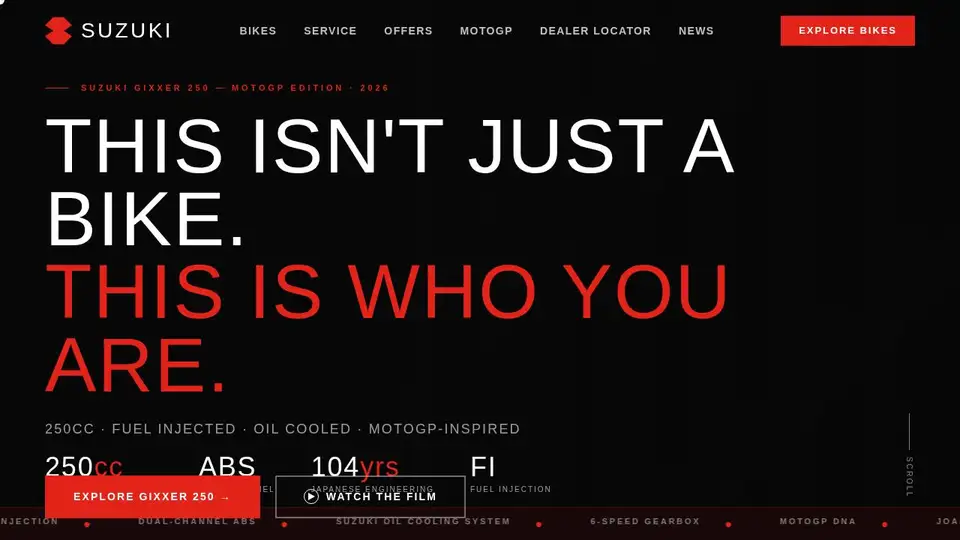 SUZUKI
BIKES SERVICE OFFERS MOTOGP DEALER LOCATOR NEWS
EXPLORE BIKES
SUZUKI GIXXER 250 — MOTOGP EDITION · 2026
THIS ISN'T JUST A
BIKE.
THIS IS WHO YOU
ARE.
250CC · FUEL INJECTED · OIL COOLED · MOTOGP-INSPIRED
250cc ABS 104yrs FI
JAPANESE ENGINEERING FUEL INJECTION
EXPLORE GIXXER 250 →
WATCH THE FILM
SCROLL
NJECTION • DUAL-CHANNEL ABS • SUZUKI OIL COOLING SYSTEM • 6-SPEED GEARBOX • MOTOGP DNA •